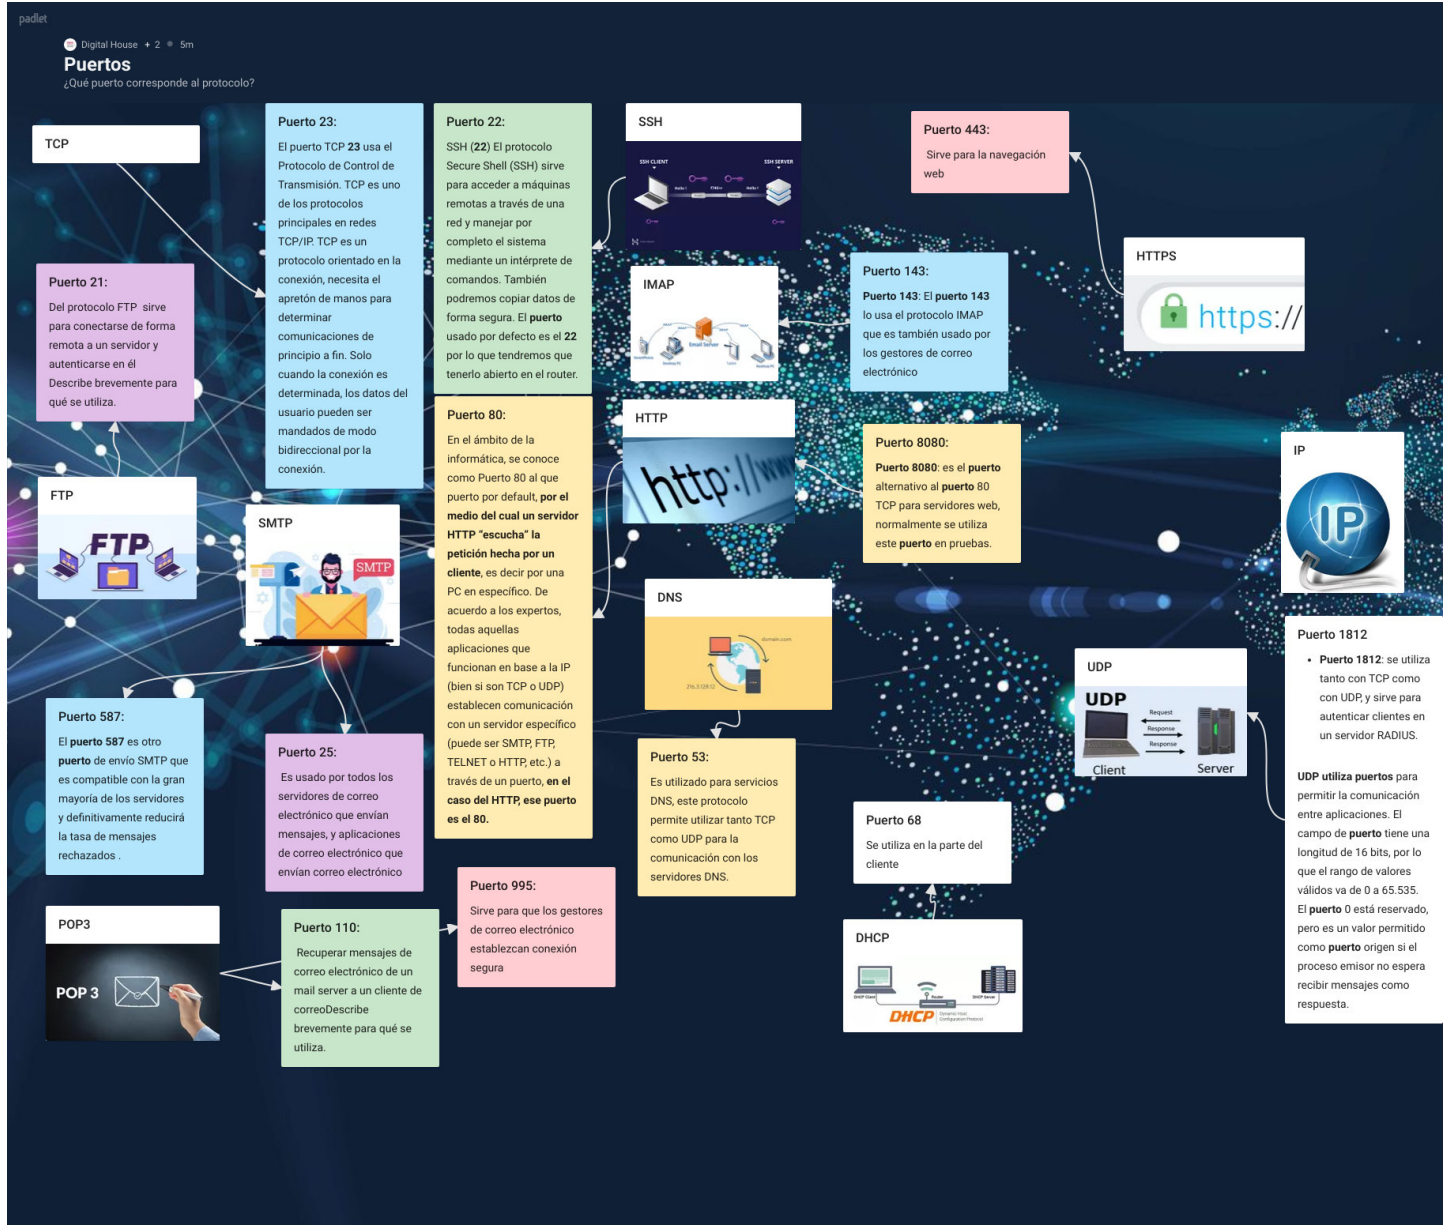 padlet
Digital House + 2 5m
Puertos
¿Qué puerto corresponde al protocolo?
TCP
Puerto 23:
El puerto TCP 23 usa el
Protocolo de Control de
Transmisión. TCP es uno
de los protocolos
principales en redes
TCP/IP. TCP es un
protocolo orientado en la
conexión, necesita el
apretón de manos para
determinar
comunicaciones de
principio a fin. Solo
cuando la conexión es
determinada, los datos del
usuario pueden ser
mandados de modo
bidireccional por la
conexión.
Puerto 22:
SSH (22) El protocolo
Secure Shell (SSH) sirve
para acceder a máquinas
remotas a través de una
red y manejar por
completo el sistema
mediante un intérprete de
comandos. También
podremos copiar datos de
forma segura. El puerto
usado por defecto es el 22
por lo que tendremos que
tenerlo abierto en el router.
SSH
SSH CLIENT
SSH SERVER
Puerto 443:
Sirve para la navegación
web
HTTPS
https://
Puerto 21:
Del protocolo FTP sirve
para conectarse de forma
remota a un servidor y
autenticarse en él
Describe brevemente para
qué se utiliza.
IMAP
Email Server
Puerto 143:
Puerto 143: El puerto 143
lo usa el protocolo IMAP
que es también usado por
los gestores de correo
electrónico
FTP
FTP
SMTP
SMTP
Puerto 80:
En el ámbito de la
informática, se conoce
como Puerto 80 al que
puerto por default, por el
medio del cual un servidor
HTTP “escucha” la
petición hecha por un
cliente, es decir por una
PC en específico. De
acuerdo a los expertos,
todas aquellas
aplicaciones que
funcionan en base a la IP
(bien si son TCP o UDP)
establecen comunicación
con un servidor específico
(puede ser SMTP, FTP,
TELNET o HTTP, etc.) a
través de un puerto, en el
caso del HTTP, ese puerto
es el 80.
HTTP
http://www
Puerto 8080:
Puerto 8080: es el puerto
alternativo al puerto 80
TCP para servidores web,
normalmente se utiliza
este puerto en pruebas.
IP
IP
DNS
domain.com
216.3.128.12
Puerto 53:
Es utilizado para servicios
DNS, este protocolo
permite utilizar tanto TCP
como UDP para la
comunicación con los
servidores DNS.
UDP
UDP
Request
Response
Response
Client
Server
Puerto 1812
• Puerto 1812: se utiliza
tanto con TCP como
con UDP, y sirve para
autenticar clientes en
un servidor RADIUS.
UDP utiliza puertos para
permitir la comunicación
entre aplicaciones. El
campo de puerto tiene una
longitud de 16 bits, por lo
que el rango de valores
válidos va de 0 a 65.535.
El puerto 0 está reservado,
pero es un valor permitido
como puerto origen si el
proceso emisor no espera
recibir mensajes como
respuesta.
Puerto 587:
El puerto 587 es otro
puerto de envío SMTP que
es compatible con la gran
mayoría de los servidores
y definitivamente reducirá
la tasa de mensajes
rechazados .
Puerto 25:
Es usado por todos los
servidores de correo
electrónico que envían
mensajes, y aplicaciones
de correo electrónico que
envían correo electrónico
Puerto 68
Se utiliza en la parte del
cliente
POP3
POP 3
Puerto 110:
Recuperar mensajes de
correo electrónico de un
mail server a un cliente de
correoDescribe
brevemente para qué se
utiliza.
Puerto 995:
Sirve para que los gestores
de correo electrónico
establezcan conexión
segura
DHCP
DHCP Client
Router
DHCP Server
DHCP
Dynamic Host
Configuration Protocol